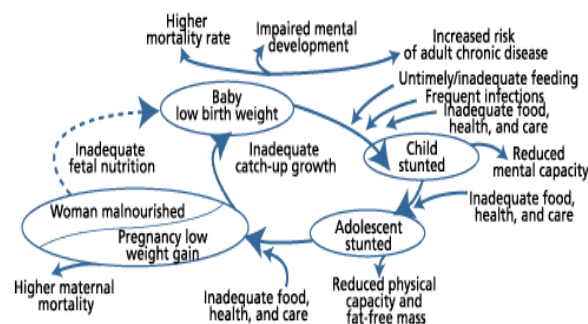 Higher
mortality rate
Impaired mental
development
Increased risk
of adult chronic disease
Untimely/inadequate feeding
Frequent infections
Inadequate food,
health, and care
Baby
low birth weight
Inadequate
fetal nutrition
Inadequate
catch-up growth
Child
stunted
Reduced
mental capacity
Inadequate food,
health, and care
Woman malnourished
Pregnancy low
weight gain
Adolescent
stunted
Higher maternal
mortality
Inadequate food,
health, and care
Reduced physical
capacity and
fat-free mass